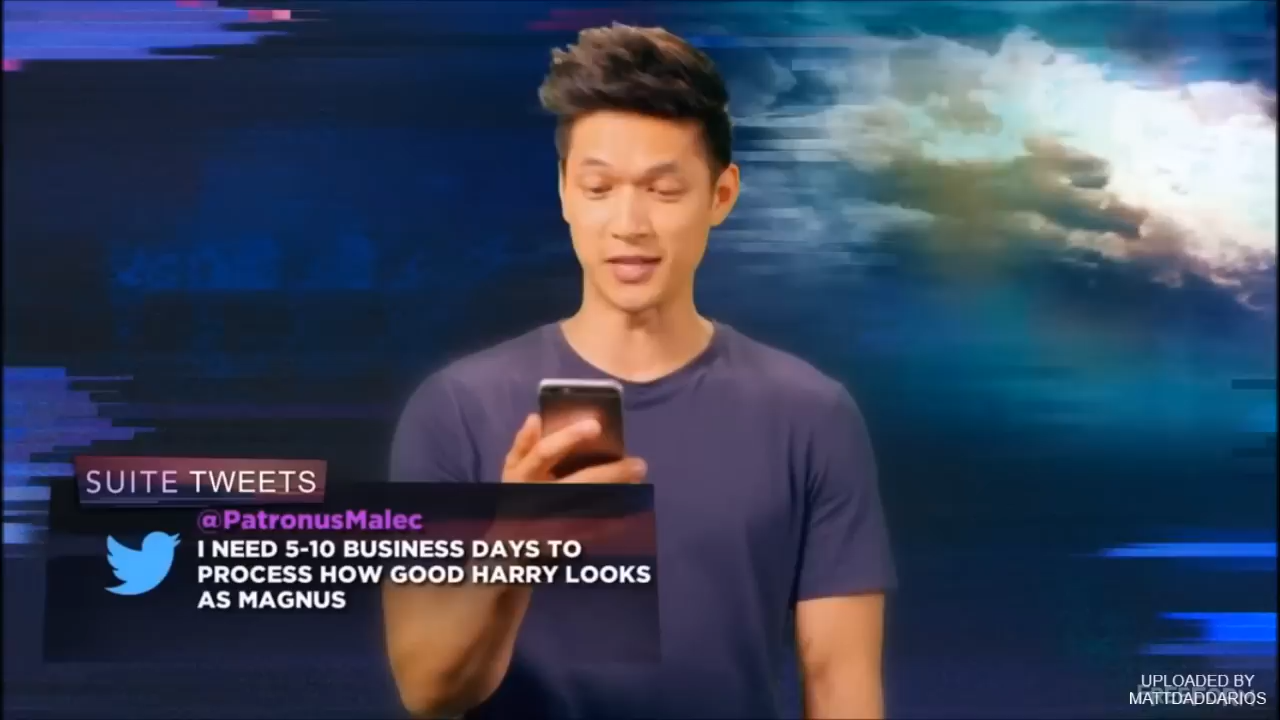 SUITE TWEETS
@PatronusMalec
I NEED 5-10 BUSINESS DAYS TO
PROCESS HOW GOOD HARRY LOOKS
AS MAGNUS
UPLOADED BY
MATTDADDARIOS